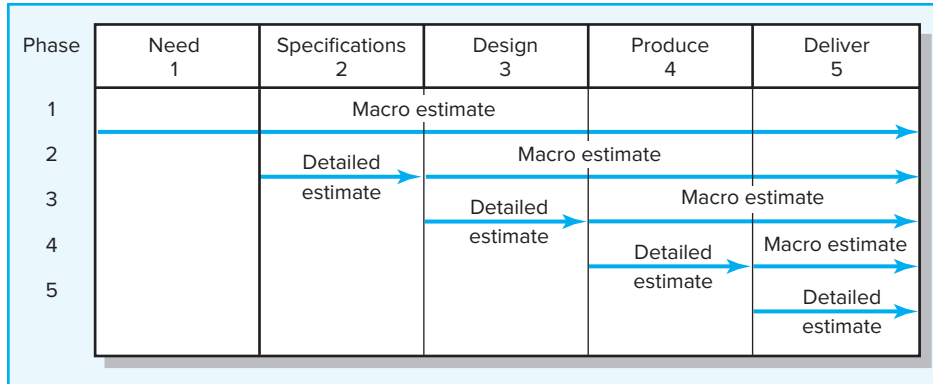 Phase
Need
1
Specifications
2
Design
3
Produce
4
Deliver
5
1
Macro estimate
2
Detailed
estimate
Macro estimate
3
Detailed
estimate
Macro estimate
4
Detailed
estimate
Macro estimate
5
Detailed
estimate